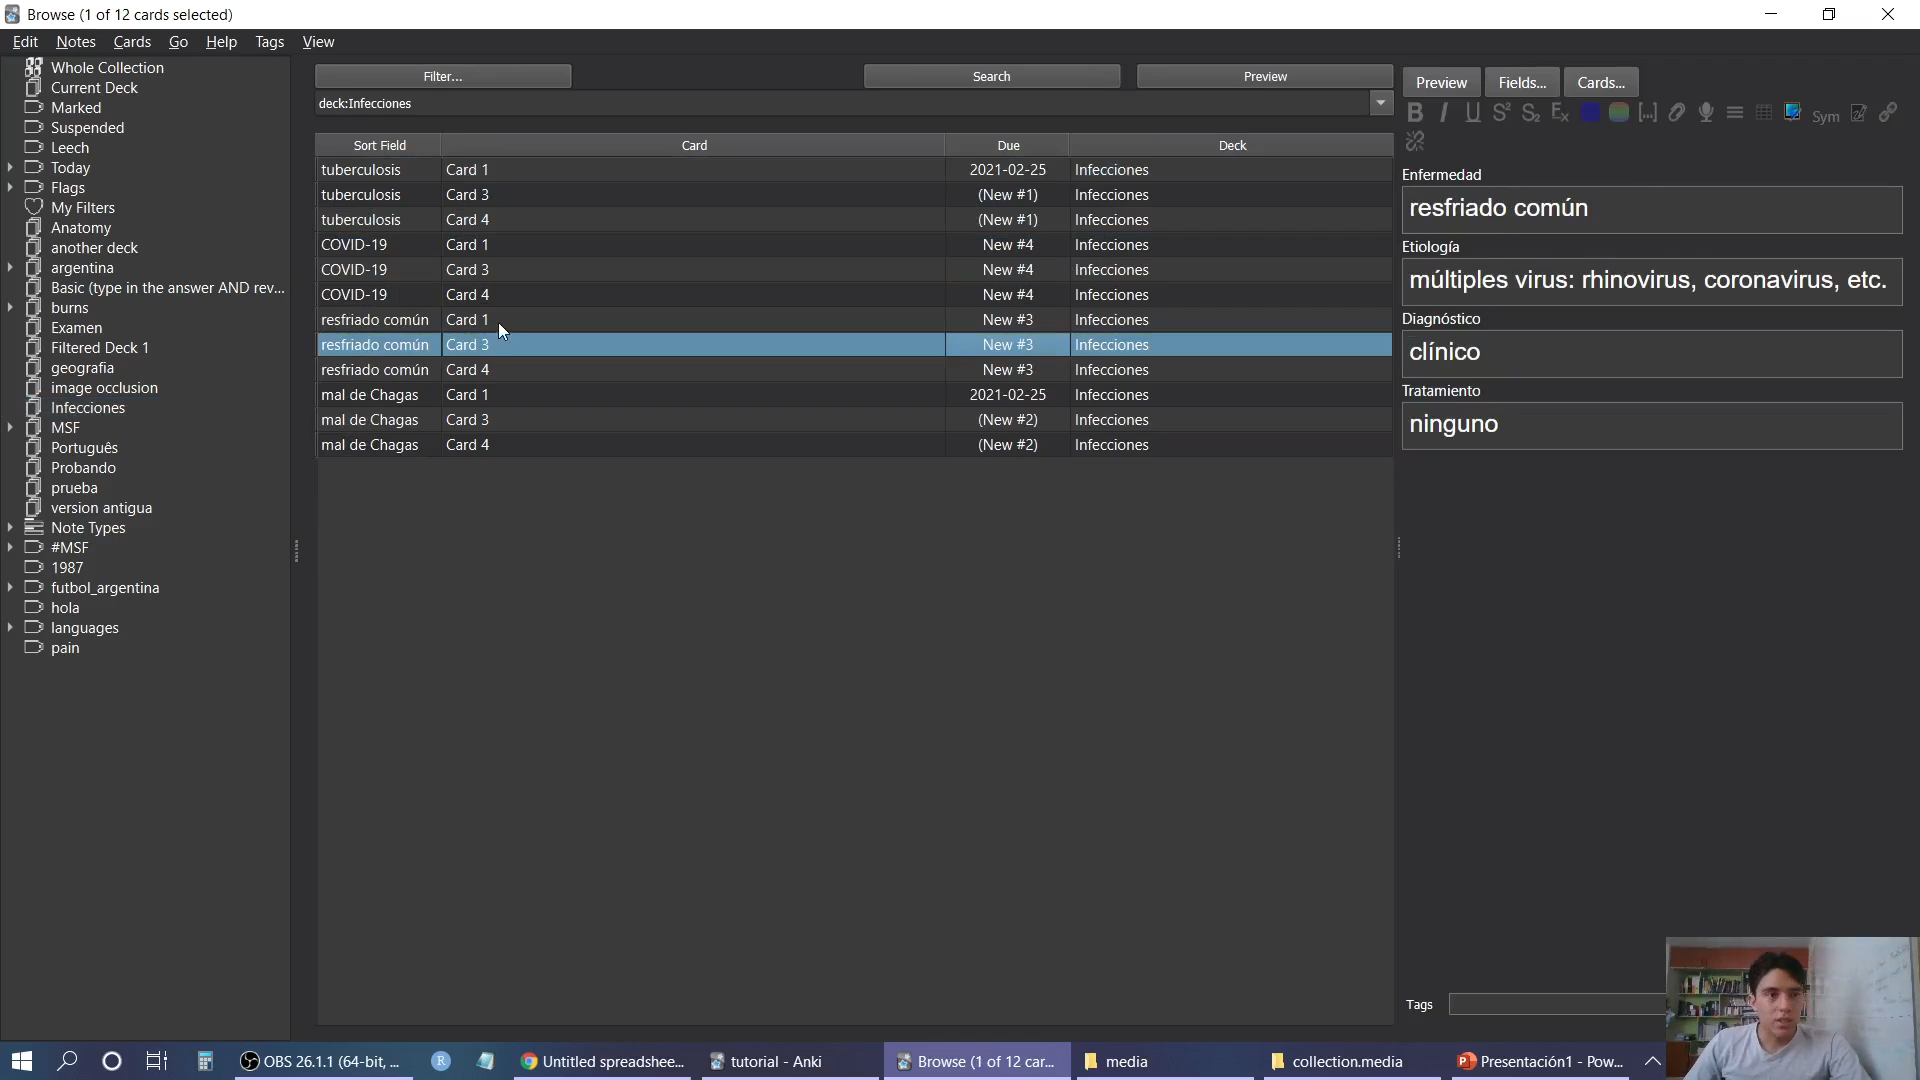 Browse (1 of 12 cards selected)
Edit Notes Cards Go Help Tags View
Whole Collection
Current Deck
Marked
Suspended
Leech
Today
Flags
My Filters
Anatomy
another deck
argentina
Basic (type in the answer AND rev...
burns
Examen
Filtered Deck 1
geografia
image occlusion
Infecciones
MSF
Português
Probando
prueba
version antigua
Note Types
#MSF
1987
futbol_argentina
hola
languages
pain
Filter... Search Preview
deck:Infecciones
Sort Field Card Due Deck
tuberculosis Card 1 2021-02-25 Infecciones
tuberculosis Card 3 (New #1) Infecciones
tuberculosis Card 4 (New #1) Infecciones
COVID-19 Card 1 New #4 Infecciones
COVID-19 Card 3 New #4 Infecciones
COVID-19 Card 4 New #4 Infecciones
resfriado común Card 1 New #3 Infecciones
resfriado común Card 3 New #3 Infecciones
resfriado común Card 4 New #3 Infecciones
mal de Chagas Card 1 2021-02-25 Infecciones
mal de Chagas Card 3 (New #2) Infecciones
mal de Chagas Card 4 (New #2) Infecciones
Preview Fields... Cards...
B I U X² X₂ Ex [...] Sym
Enfermedad
resfriado común
Etiología
múltiples virus: rhinovirus, coronavirus, etc.
Diagnóstico
clínico
Tratamiento
ninguno
Tags
R OBS 26.1.1 (64-bit, ... Untitled spreadshee... tutorial - Anki Browse (1 of 12 car... media collection.media Presentación1 - Pow...